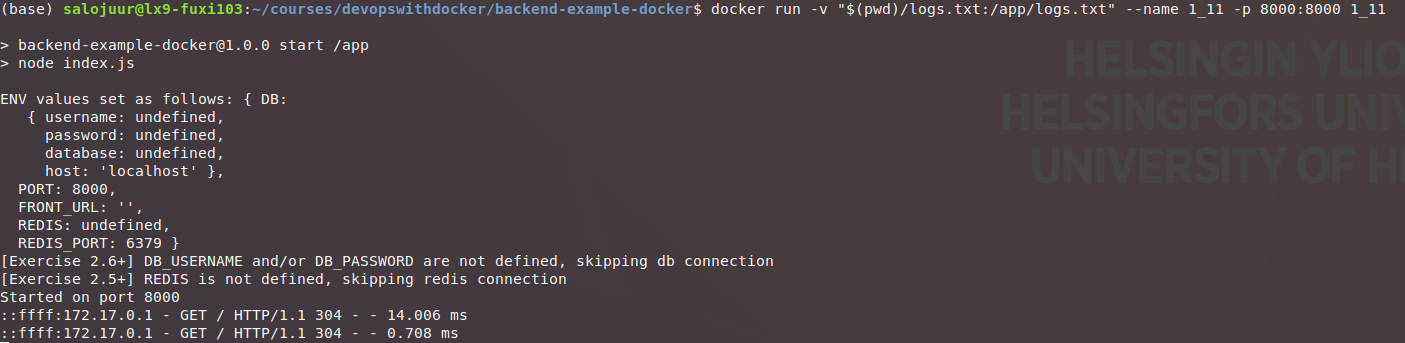 (base) salojuur@lx9-fuxi103:~/courses/devopswithdocker/backend-example-docker$ docker run -v "$(pwd)/logs.txt:/app/logs.txt" --name 1_11 -p 8000:8000 1_11
> backend-example-docker@1.0.0 start /app
> node index.js
ENV values set as follows: { DB:
   { username: undefined,
     password: undefined,
     database: undefined,
     host: 'localhost' },
  PORT: 8000,
  FRONT_URL: '',
  REDIS: undefined,
  REDIS_PORT: 6379 }
[Exercise 2.6+] DB_USERNAME and/or DB_PASSWORD are not defined, skipping db connection
[Exercise 2.5+] REDIS is not defined, skipping redis connection
Started on port 8000
::ffff:172.17.0.1 - GET / HTTP/1.1 304 - - 14.006 ms
::ffff:172.17.0.1 - GET / HTTP/1.1 304 - - 0.708 ms
HELSINGIN YLIO
HELSINGFORS UNIV
UNIVERSITY OF HE